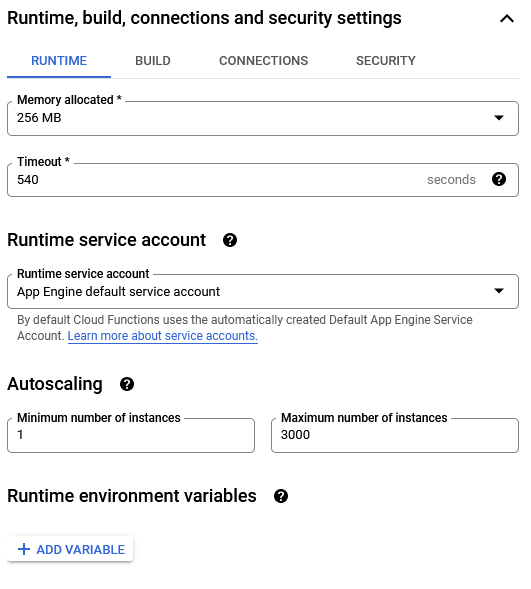 Runtime, build, connections and security settings
RUNTIME BUILD CONNECTIONS SECURITY
Memory allocated *
256 MB
Timeout *
540 seconds ?
Runtime service account ?
Runtime service account
App Engine default service account
By default Cloud Functions uses the automatically created Default App Engine Service
Account. Learn more about service accounts.
Autoscaling ?
Minimum number of instances Maximum number of instances
1 3000
Runtime environment variables ?
+ ADD VARIABLE